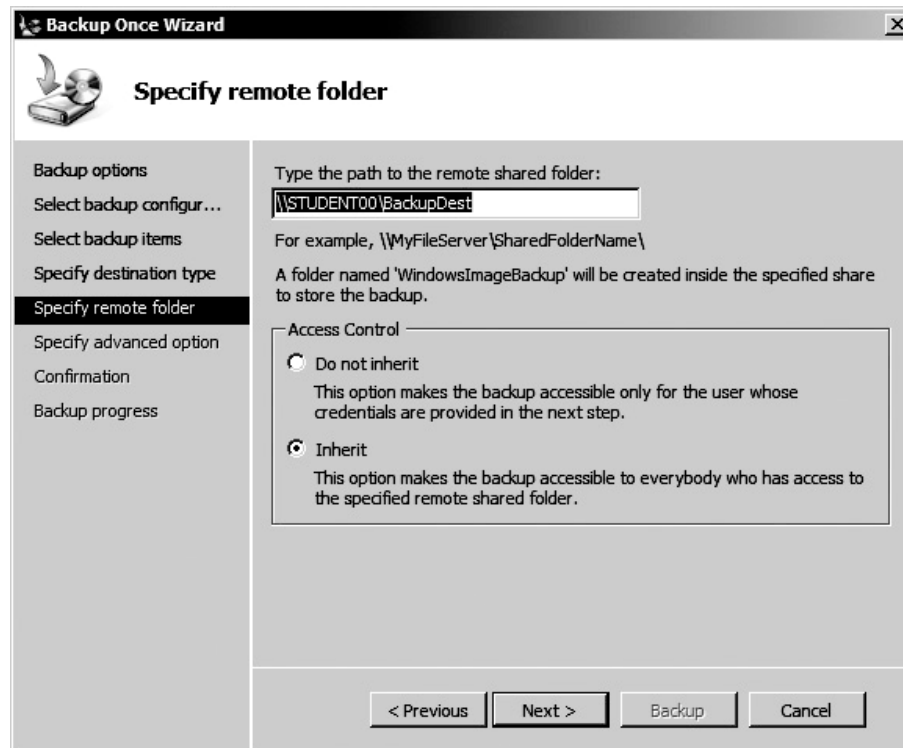 Backup Once Wizard
Specify remote folder
Backup options
Select backup configur...
Select backup items
Specify destination type
Specify remote folder
Specify advanced option
Confirmation
Backup progress
Type the path to the remote shared folder:
\\STUDENT00\BackupDest
For example, \\MyFileServer\SharedFolderName\
A folder named 'WindowsImageBackup' will be created inside the specified share
to store the backup.
Access Control
Do not inherit
This option makes the backup accessible only for the user whose
credentials are provided in the next step.
Inherit
This option makes the backup accessible to everybody who has access to
the specified remote shared folder.
< Previous
Next >
Backup
Cancel